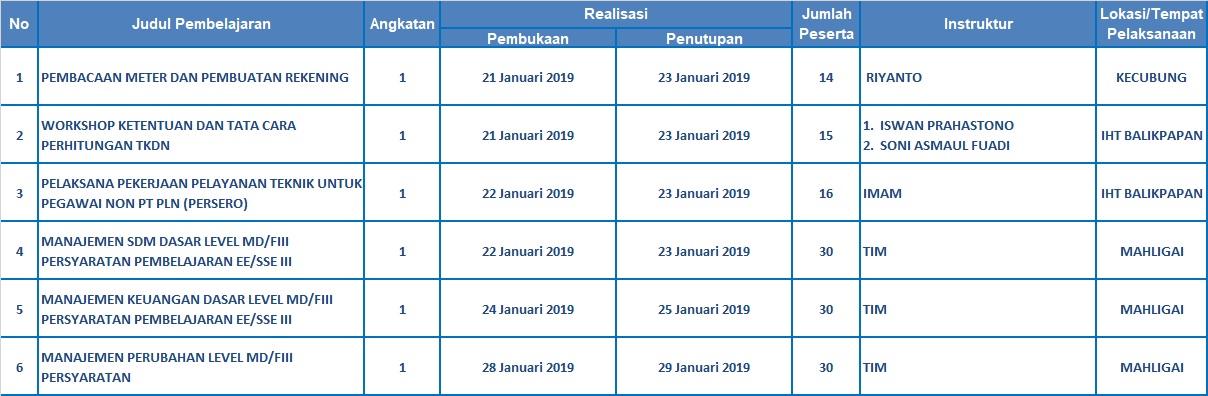 No Judul Pembelajaran Angkatan Realisasi Jumlah Peserta Instruktur Lokasi/Tempat Pelaksanaan
Pembukaan Penutupan
1 PEMBACAAN METER DAN PEMBUATAN REKENING 1 21 Januari 2019 23 Januari 2019 14 RIYANTO KECUBUNG
2 WORKSHOP KETENTUAN DAN TATA CARA
PERHITUNGAN TKDN 1 21 Januari 2019 23 Januari 2019 15 1. ISWAN PRAHASTONO
2. SONI ASMAUL FUADI IHT BALIKPAPAN
3 PELAKSANA PEKERJAAN PELAYANAN TEKNIK UNTUK
PEGAWAI NON PT PLN (PERSERO) 1 22 Januari 2019 23 Januari 2019 16 IMAM IHT BALIKPAPAN
4 MANAJEMEN SDM DASAR LEVEL MD/FIII
PERSYARATAN PEMBELAJARAN EE/SSE III 1 22 Januari 2019 23 Januari 2019 30 TIM MAHLIGAI
5 MANAJEMEN KEUANGAN DASAR LEVEL MD/FIII
PERSYARATAN PEMBELAJARAN EE/SSE III 1 24 Januari 2019 25 Januari 2019 30 TIM MAHLIGAI
6 MANAJEMEN PERUBAHAN LEVEL MD/FIII
PERSYARATAN 1 28 Januari 2019 29 Januari 2019 30 TIM MAHLIGAI